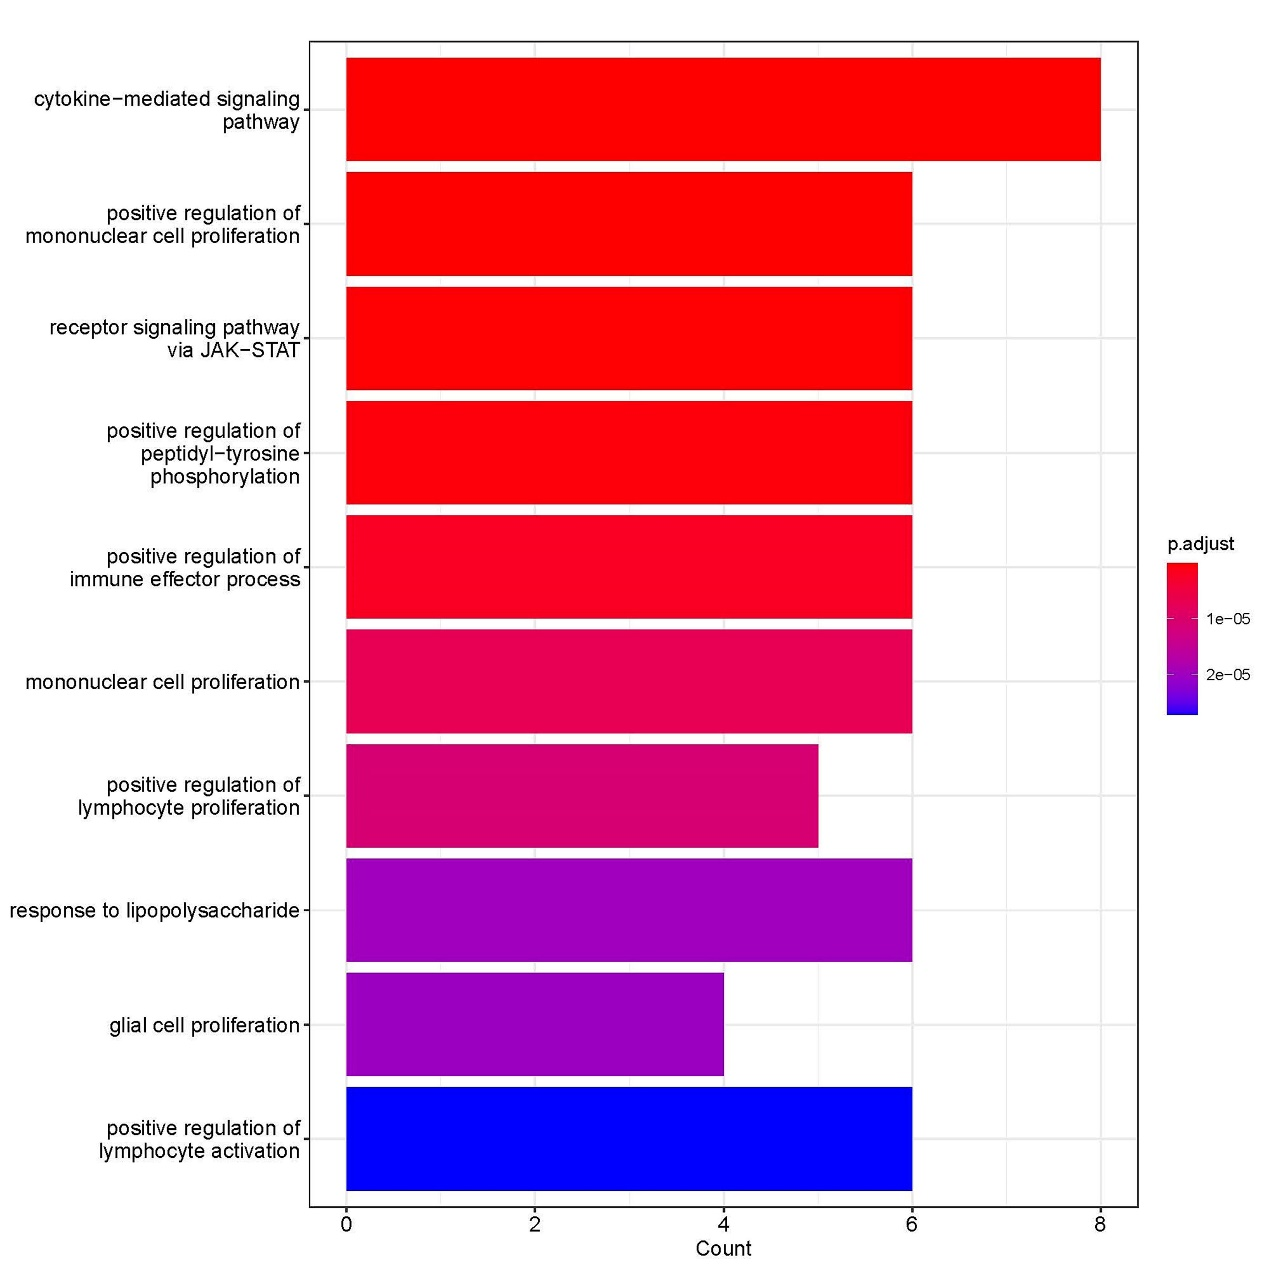 cytokine−mediated signaling
pathway
positive regulation of
mononuclear cell proliferation
receptor signaling pathway
via JAK−STAT
positive regulation of
peptidyl−tyrosine
phosphorylation
positive regulation of
immune effector process
mononuclear cell proliferation
positive regulation of
lymphocyte proliferation
response to lipopolysaccharide
glial cell proliferation
positive regulation of
lymphocyte activation
0 2 4 6 8
Count
p.adjust
1e−05
2e−05